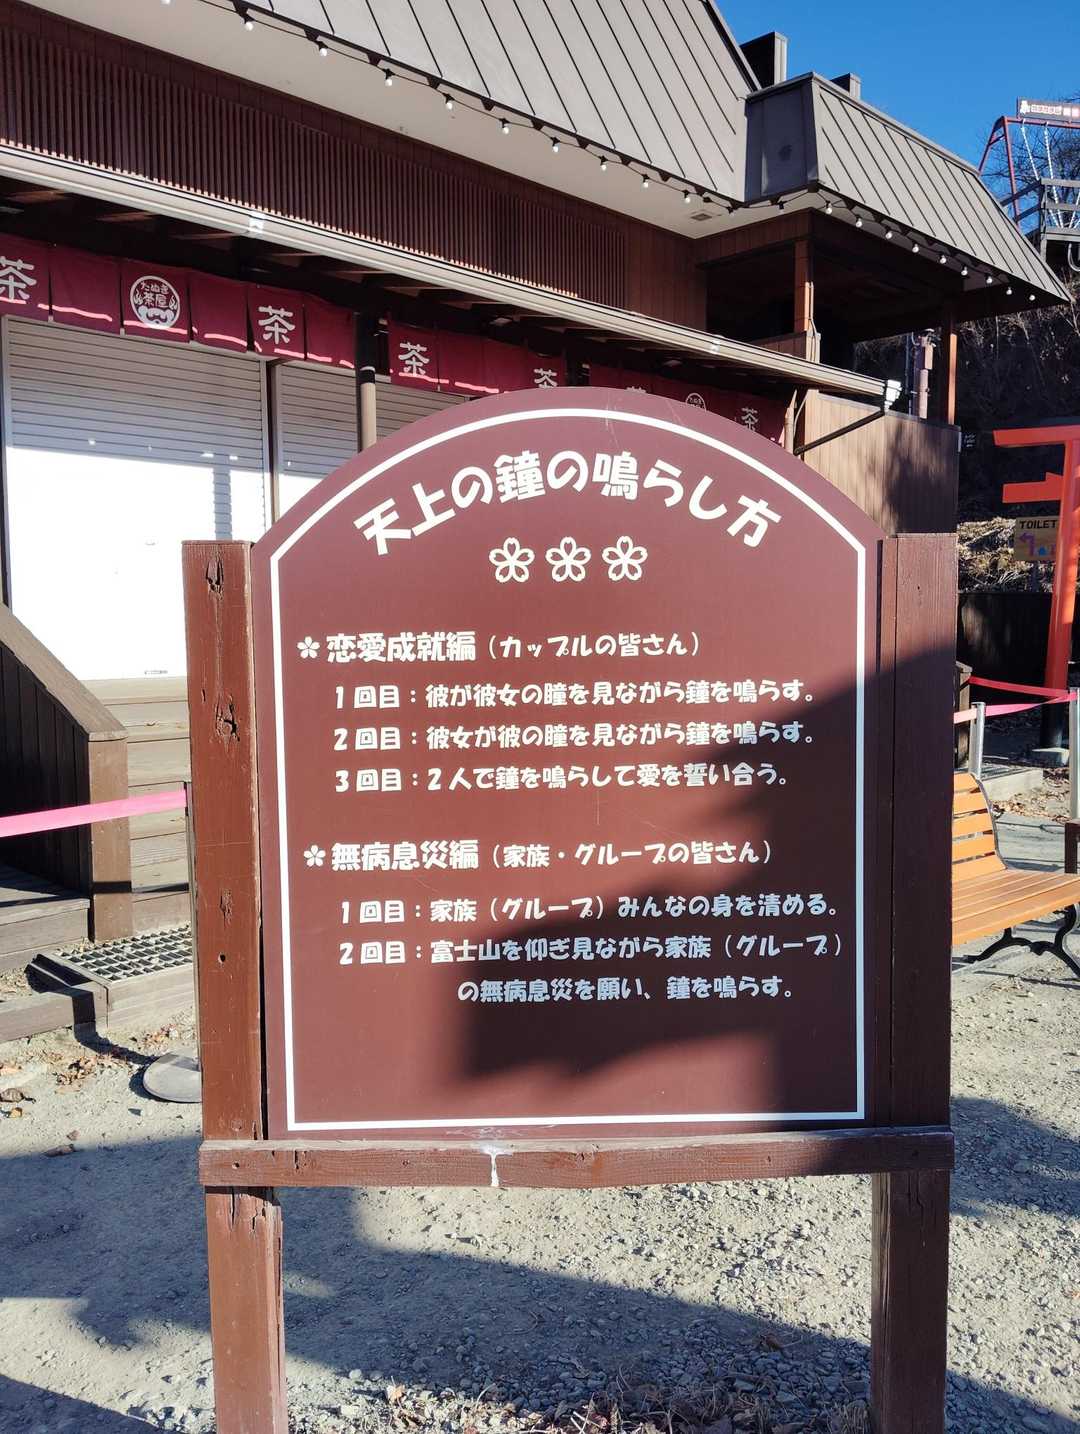 茶
たぬき
茶屋
茶
茶
茶
茶
TOILET
天上の鐘の鳴らし方
恋愛成就編（カップルの皆さん）
1回目：彼が彼女の瞳を見ながら鐘を鳴らす。
2回目：彼女が彼の瞳を見ながら鐘を鳴らす。
3回目：2人で鐘を鳴らして愛を誓い合う。
無病息災編（家族・グループの皆さん）
1回目：家族（グループ）みんなの身を清める。
2回目：富士山を仰ぎ見ながら家族（グループ）
の無病息災を願い、鐘を鳴らす。